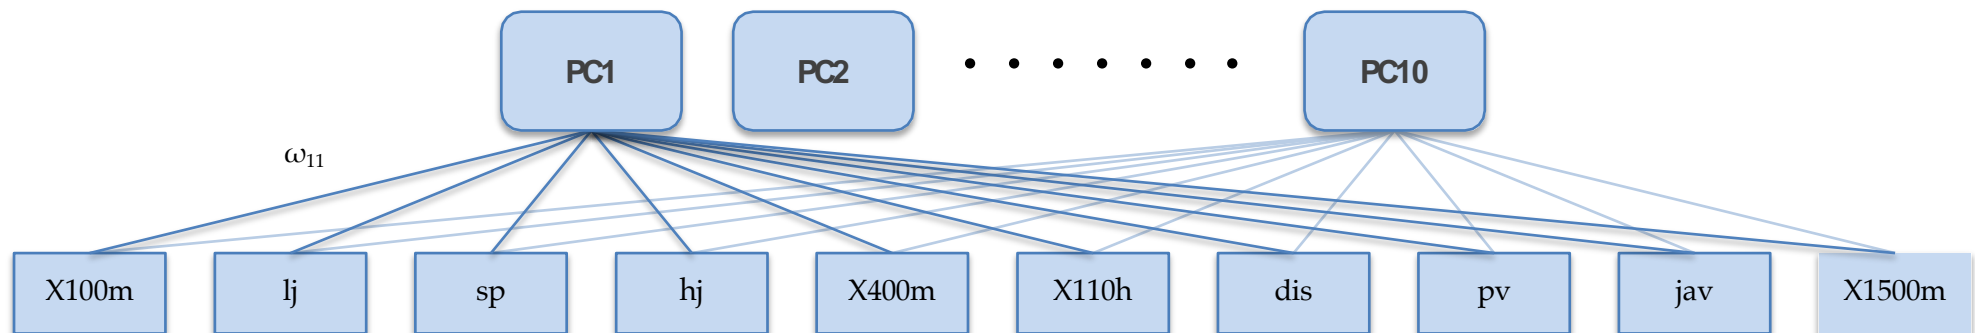 PC1 PC2 ....... PC10
ω11
X100m lj sp hj X400m X110h dis pv jav X1500m